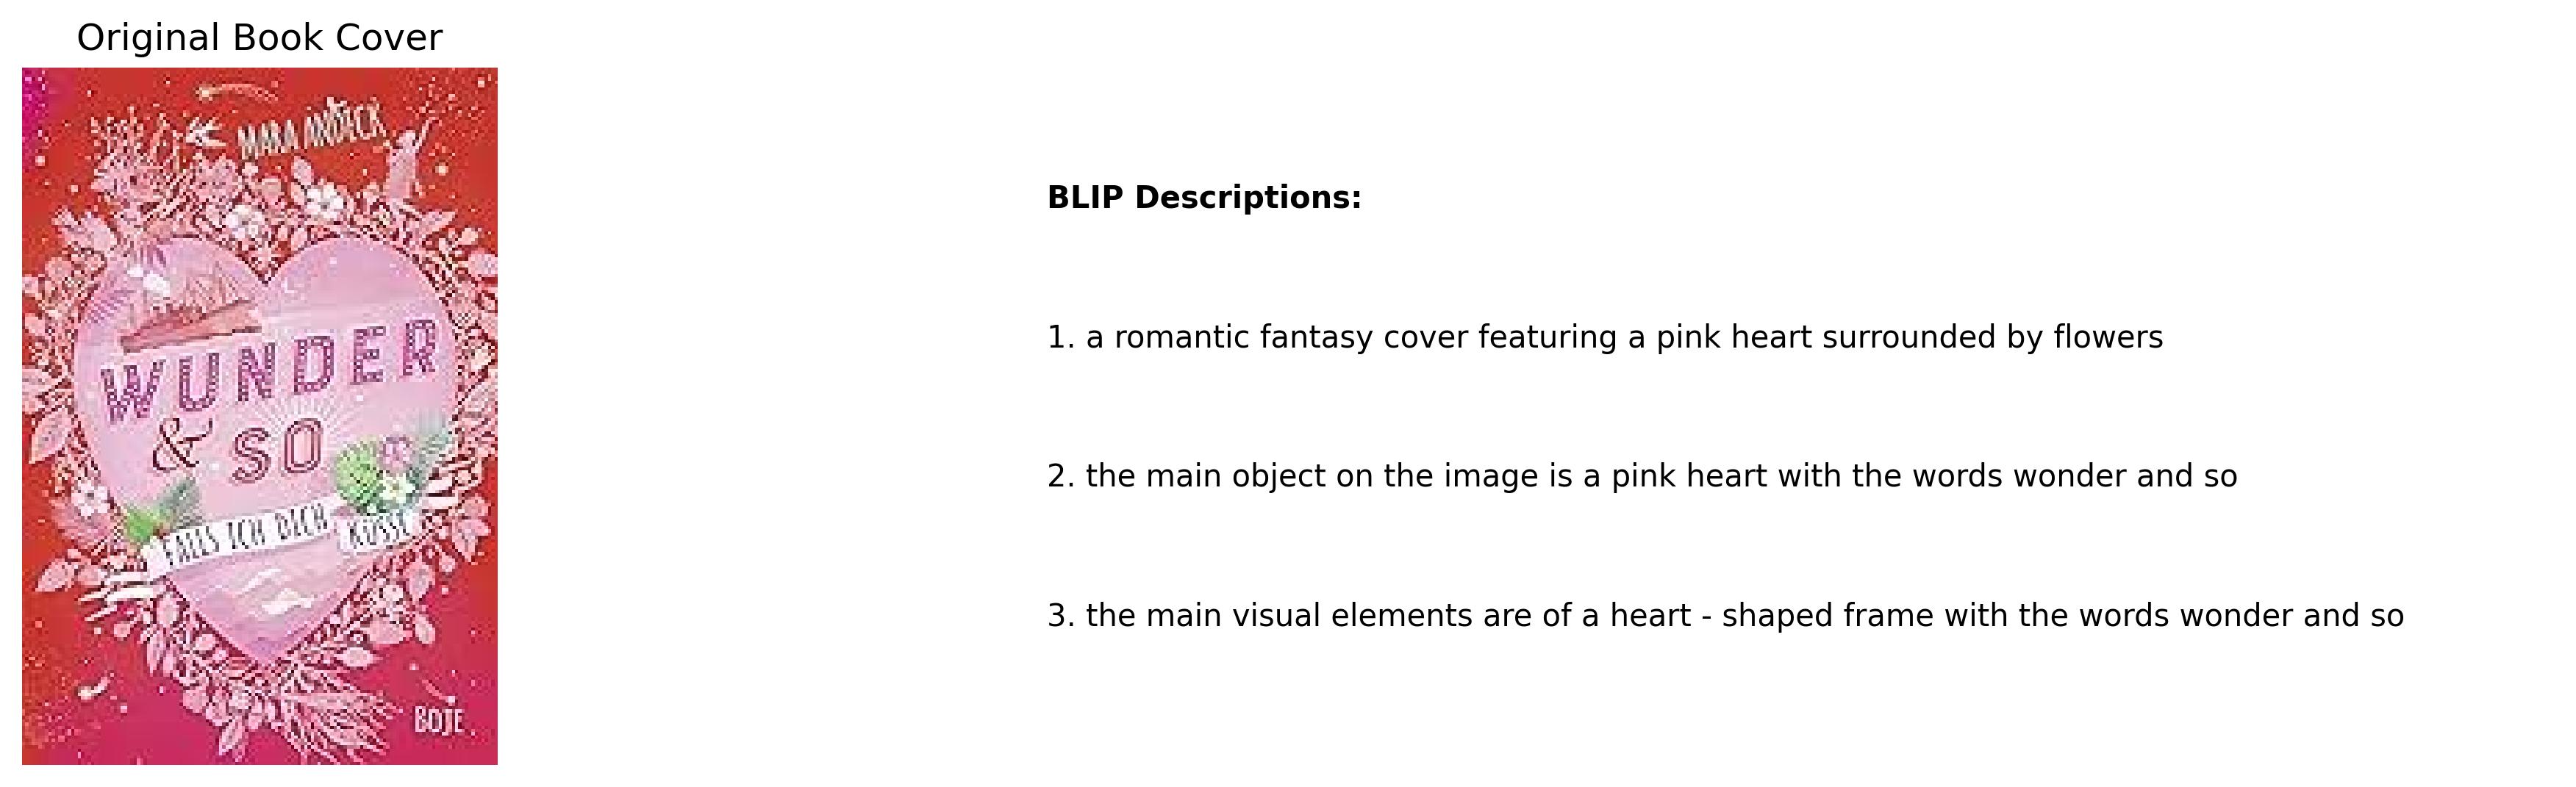 Original Book Cover
MARA ANDECK
WUNDER
& SO
FALLS ICH DICH KÜSSE
BOJE
BLIP Descriptions:
1. a romantic fantasy cover featuring a pink heart surrounded by flowers
2. the main object on the image is a pink heart with the words wonder and so
3. the main visual elements are of a heart - shaped frame with the words wonder and so